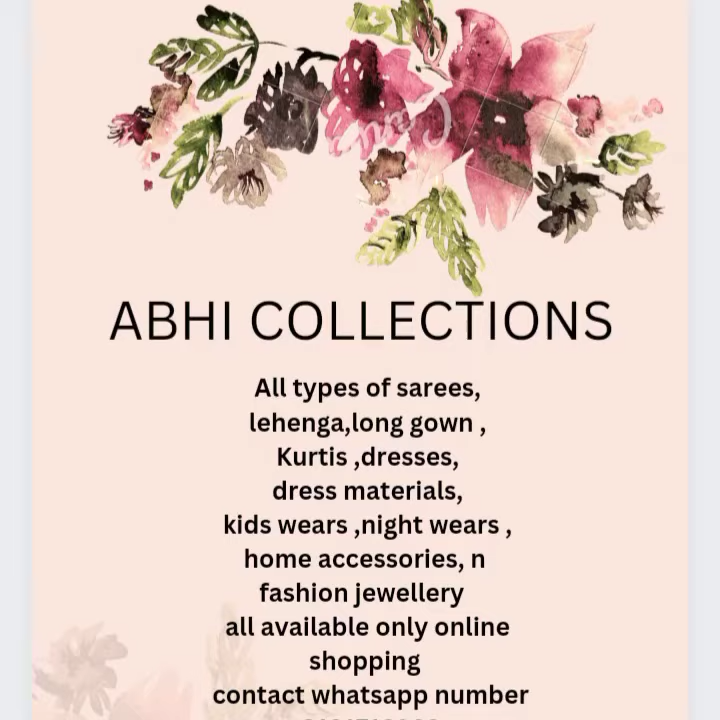 ABHI COLLECTIONS
All types of sarees,
lehenga,long gown ,
Kurtis ,dresses,
dress materials,
kids wears ,night wears ,
home accessories, n
fashion jewellery
all available only online
shopping
contact whatsapp number